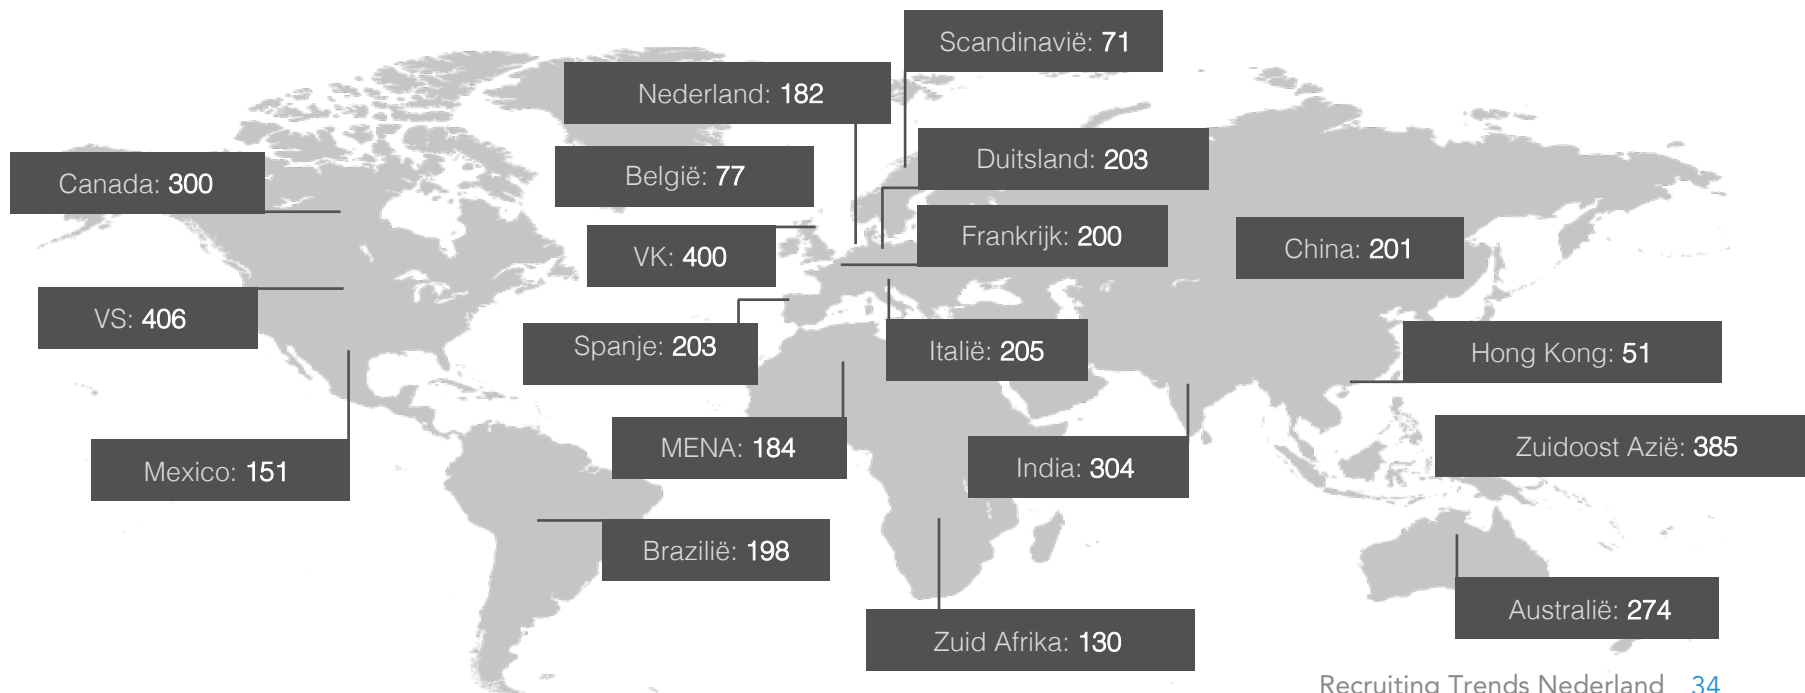 Scandinavië: 71
Nederland: 182
Duitsland: 203
België: 77
Canada: 300
Frankrijk: 200
VK: 400
China: 201
VS: 406
Spanje: 203
Italië: 205
Hong Kong: 51
MENA: 184
Zuidoost Azië: 385
Mexico: 151
India: 304
Brazilië: 198
Australië: 274
Zuid Afrika: 130
Recruiting Trends Nederland 34